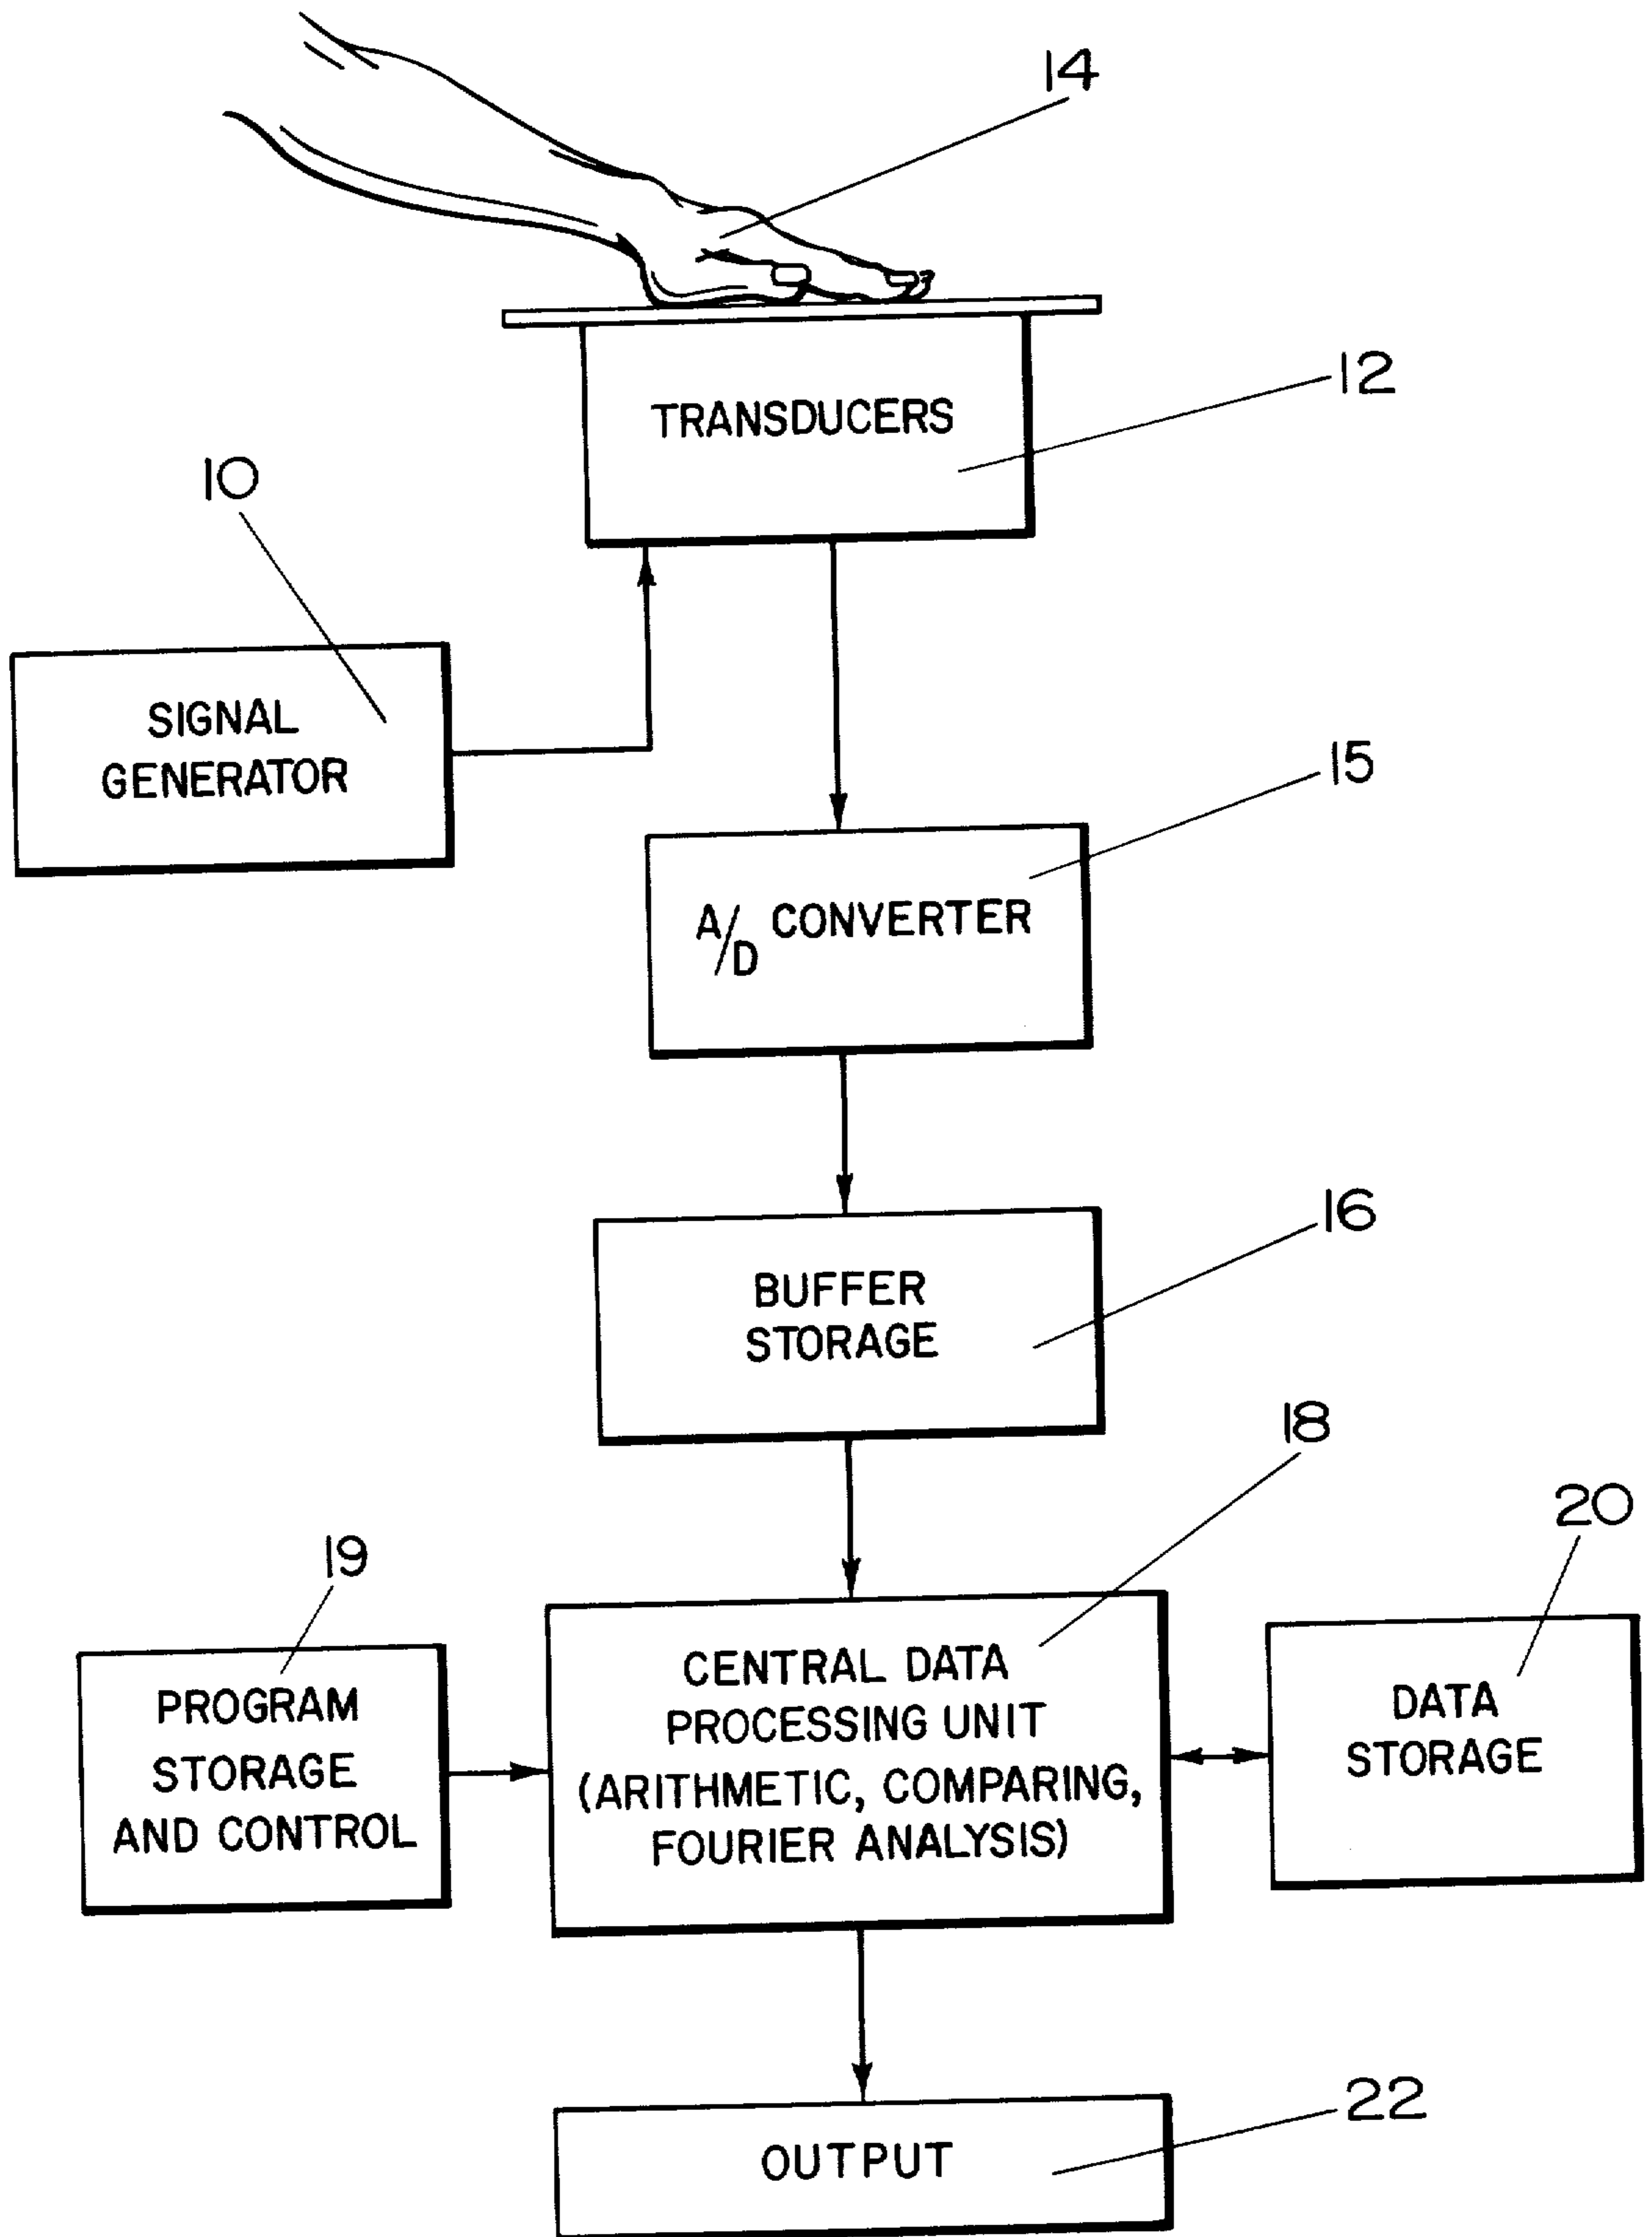 14
TRANSDUCERS
12
10
SIGNAL
GENERATOR
15
A/D CONVERTER
16
BUFFER
STORAGE
18
20
19
CENTRAL DATA
PROCESSING UNIT
(ARITHMETIC, COMPARING,
FOURIER ANALYSIS)
PROGRAM
STORAGE
AND CONTROL
DATA
STORAGE
22
OUTPUT